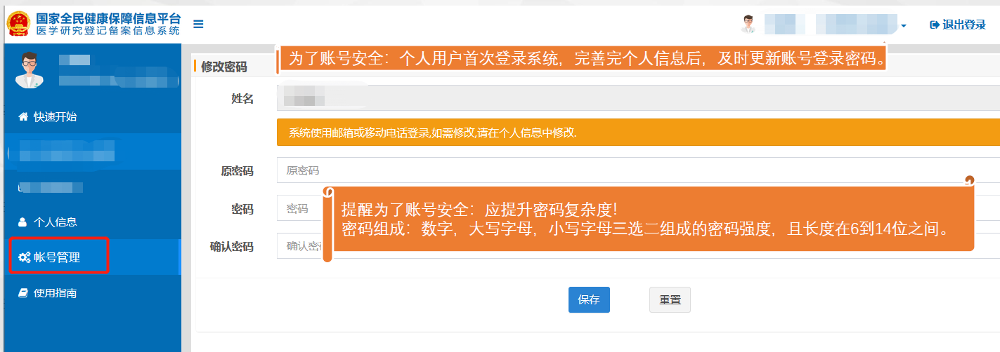 国家全民健康保障信息平台
医学研究登记备案信息系统
退出登录
为了账号安全：个人用户首次登录系统，完善完个人信息后，及时更新账号登录密码。
修改密码
姓名
快速开始
系统使用邮箱或移动电话登录,如需修改,请在个人信息中修改.
原密码
原密码
密码
密码
提醒为了账号安全：应提升密码复杂度！
密码组成：数字，大写字母，小写字母三选二组成的密码强度，且长度在6到14位之间。
个人信息
确认密码
确认密
帐号管理
使用指南
保存
重置